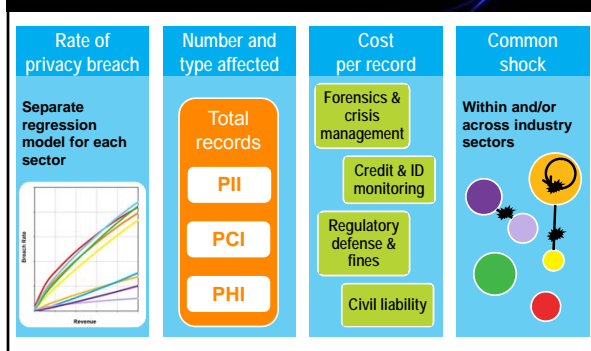 Rate of
privacy breach
Separate
regression
model for each
sector
Breach Rate
Revenue
Number and
type affected
Total
records
PII
PCI
PHI
Cost
per record
Forensics &
crisis
management
Credit & ID
monitoring
Regulatory
defense &
fines
Civil liability
Common
shock
Within and/or
across industry
sectors